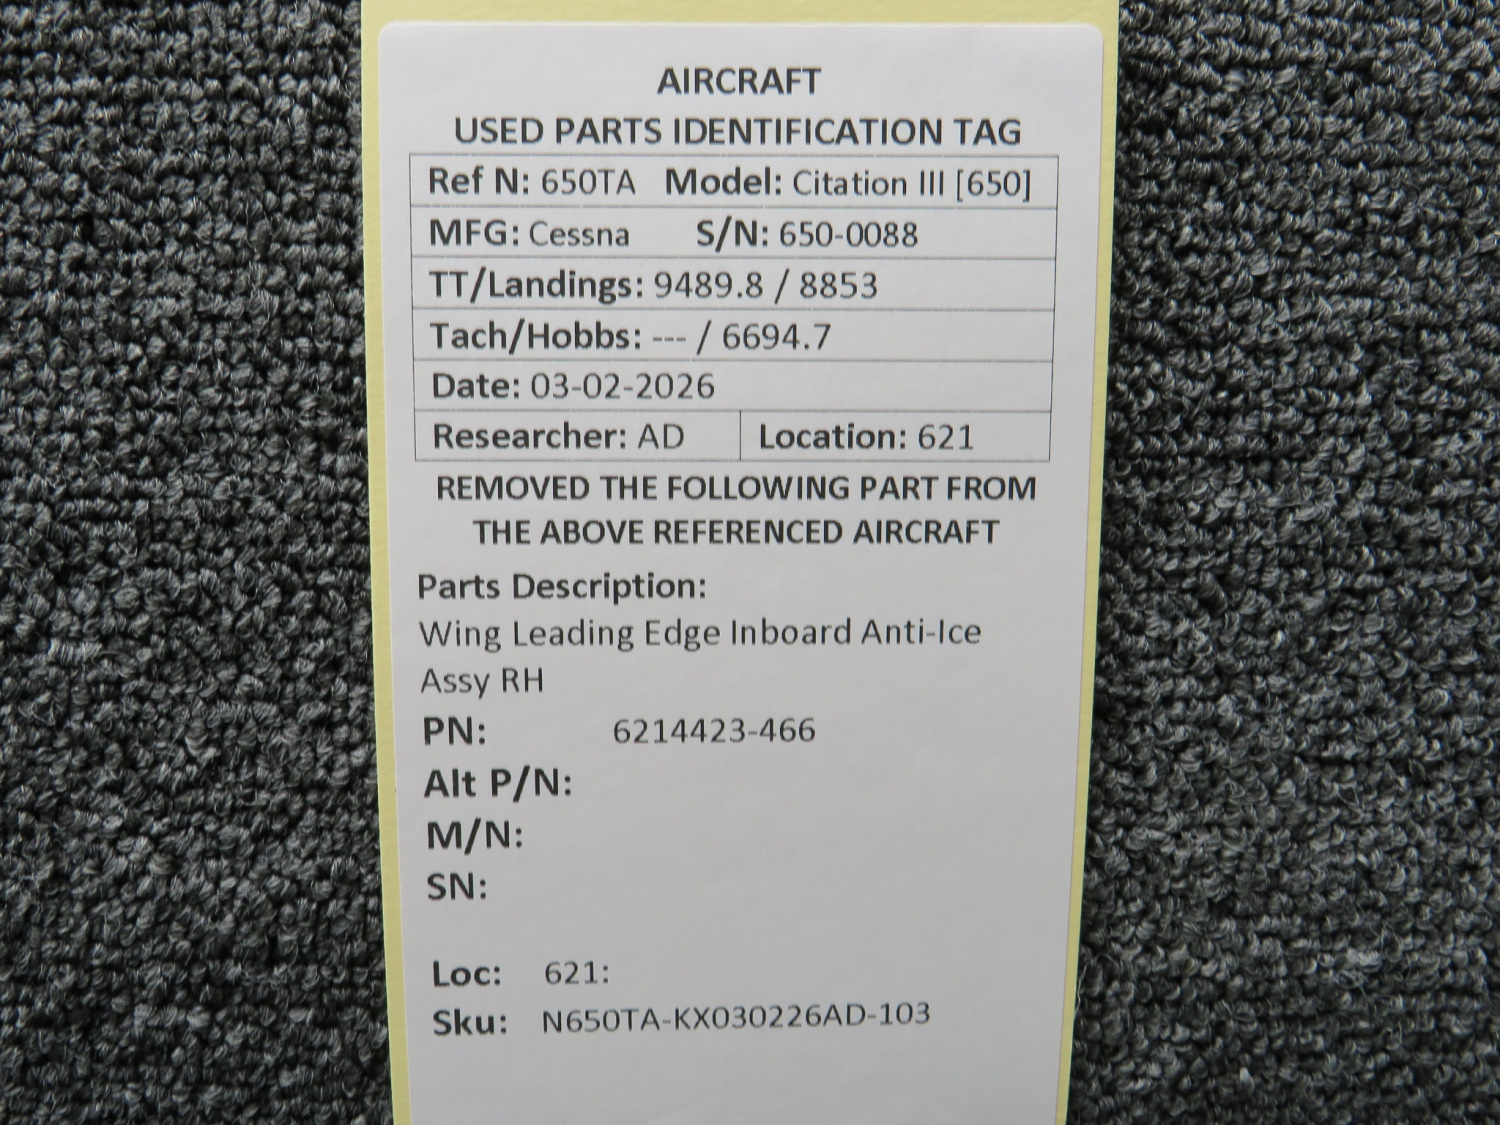 AIRCRAFT
USED PARTS IDENTIFICATION TAG
Ref N: 650TA Model: Citation III [650]
MFG: Cessna S/N: 650-0088
TT/Landings: 9489.8 / 8853
Tach/Hobbs: --- / 6694.7
Date: 03-02-2026
Researcher: AD Location: 621
REMOVED THE FOLLOWING PART FROM
THE ABOVE REFERENCED AIRCRAFT
Parts Description:
Wing Leading Edge Inboard Anti-Ice
Assy RH
PN: 6214423-466
Alt P/N:
M/N:
SN:
Loc: 621:
Sku: N650TA-KX030226AD-103